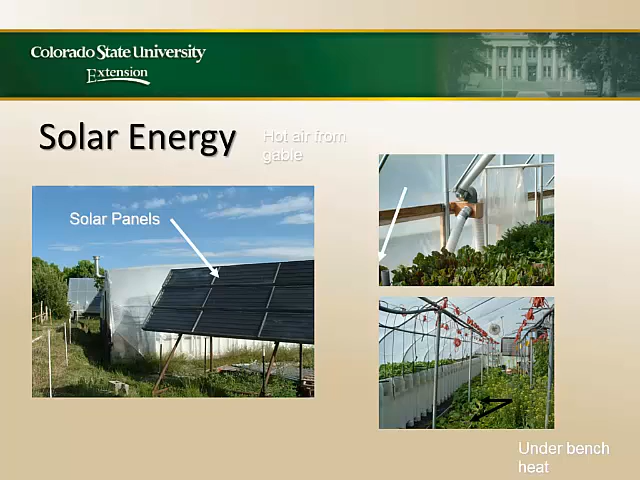 Colorado State University
Extension
Solar Energy
Hot air from
gable
Solar Panels
Under bench
heat